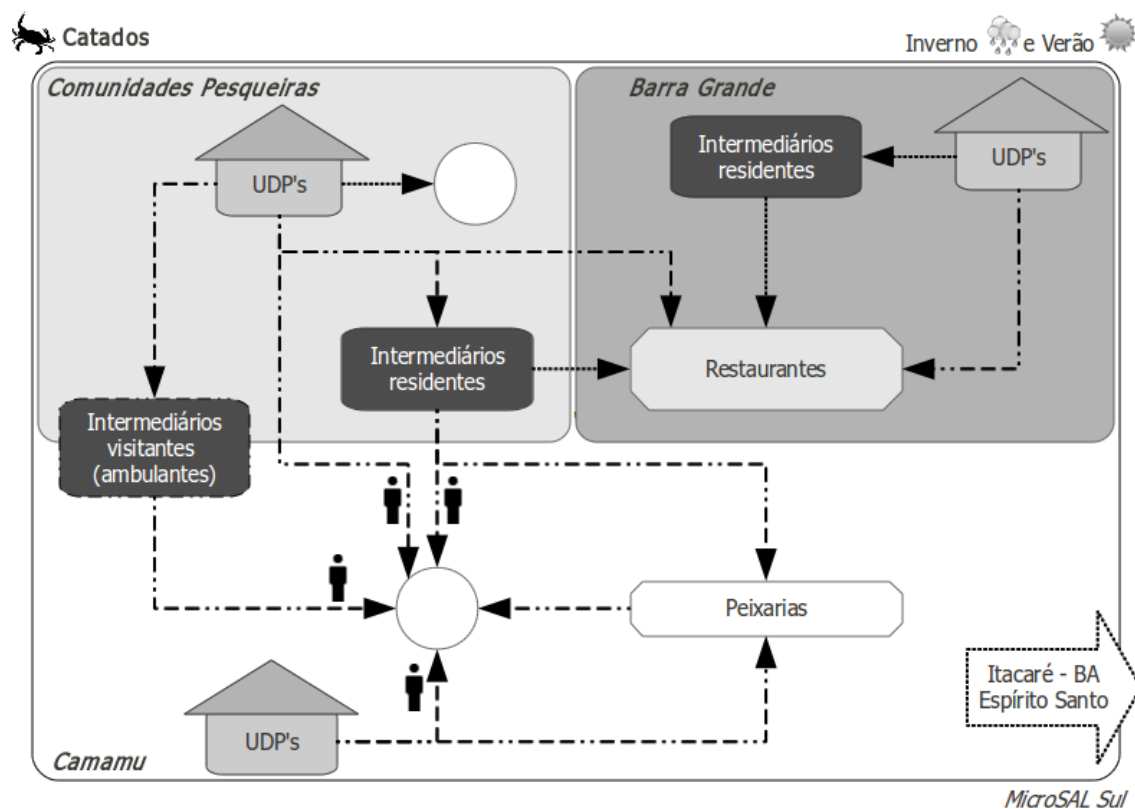 Catados
Inverno e Verão
Comunidades Pesqueiras
Barra Grande
UDP's
Intermediários
residentes
UDP's
Intermediários
residentes
Restaurantes
Intermediários
visitantes
(ambulantes)
Peixarias
UDP's
Itacaré - BA
Espírito Santo
Camamu
MicroSAL Sul